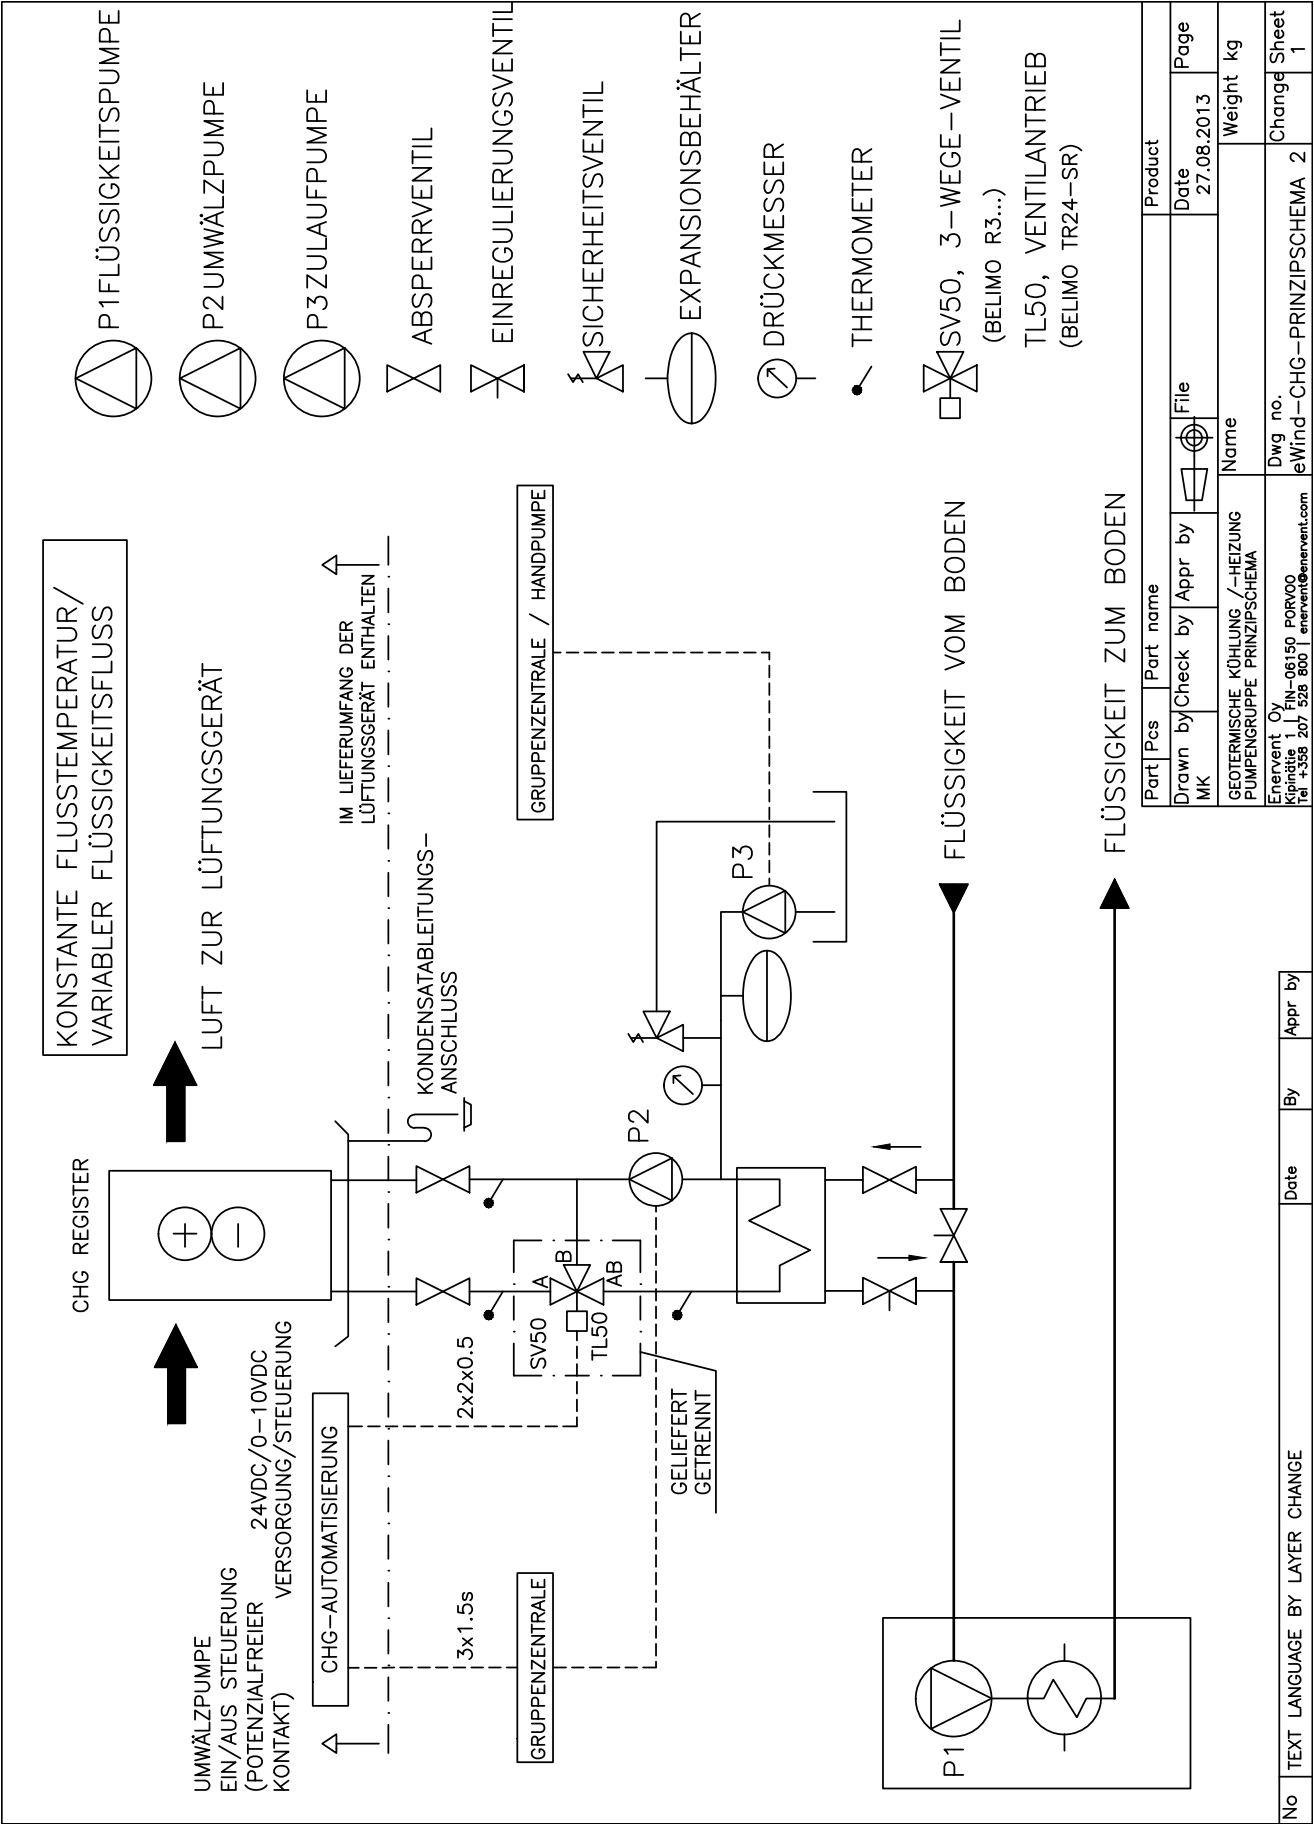 KONSTANTE FLUSSTEMPERATUR/
VARIABLER FLÜSSIGKEITSFLUSS
LUFT ZUR LÜFTUNGSGERÄT
CHG REGISTER
UMWÄLZPUMPE
EIN/AUS STEUERUNG
(POTENZIALFREIER
KONTAKT)
24VDC/0-10VDC
VERSORGUNG/STEUERUNG
CHG-AUTOMATISIERUNG
IM LIEFERUMFANG DER
LÜFTUNGSGERÄT ENTHALTEN
KONDENSATABLEITUNGS-
ANSCHLUSS
3x1.5s
2x2x0.5
GRUPPENZENTRALE
SV50
A
B
AB
TL50
P2
GELIEFERT
GETRENNT
GRUPPENZENTRALE / HANDPUMPE
P3
P1
FLÜSSIGKEIT VOM BODEN
FLÜSSIGKEIT ZUM BODEN
P1FLÜSSIGKEITSPUMPE
P2UMWÄLZPUMPE
P3ZULAUFPUMPE
ABSPERRVENTIL
EINREGULIERUNGSVENTIL
SICHERHEITSVENTIL
EXPANSIONSBEHÄLTER
DRÜCKMESSER
THERMOMETER
SV50, 3-WEGE-VENTIL
(BELIMO R3...)
TL50, VENTILANTRIEB
(BELIMO TR24-SR)
Part Pcs Part name Product
Drawn by Check by Appr by File Date Page
MK 27.08.2013
GEOTERMISCHE KÜHLUNG /-HEIZUNG
PUMPENGRUPPE PRINZIPSCHEMA
Name Weight kg
Enervent Oy
Kipinätie 1 | FIN-06150 PORVOO
Tel +358 207 528 800 | enervent@enervent.com
Dwg no. Change Sheet
eWind-CHG-PRINZIPSCHEMA 2 1
No TEXT LANGUAGE BY LAYER CHANGE Date By Appr by